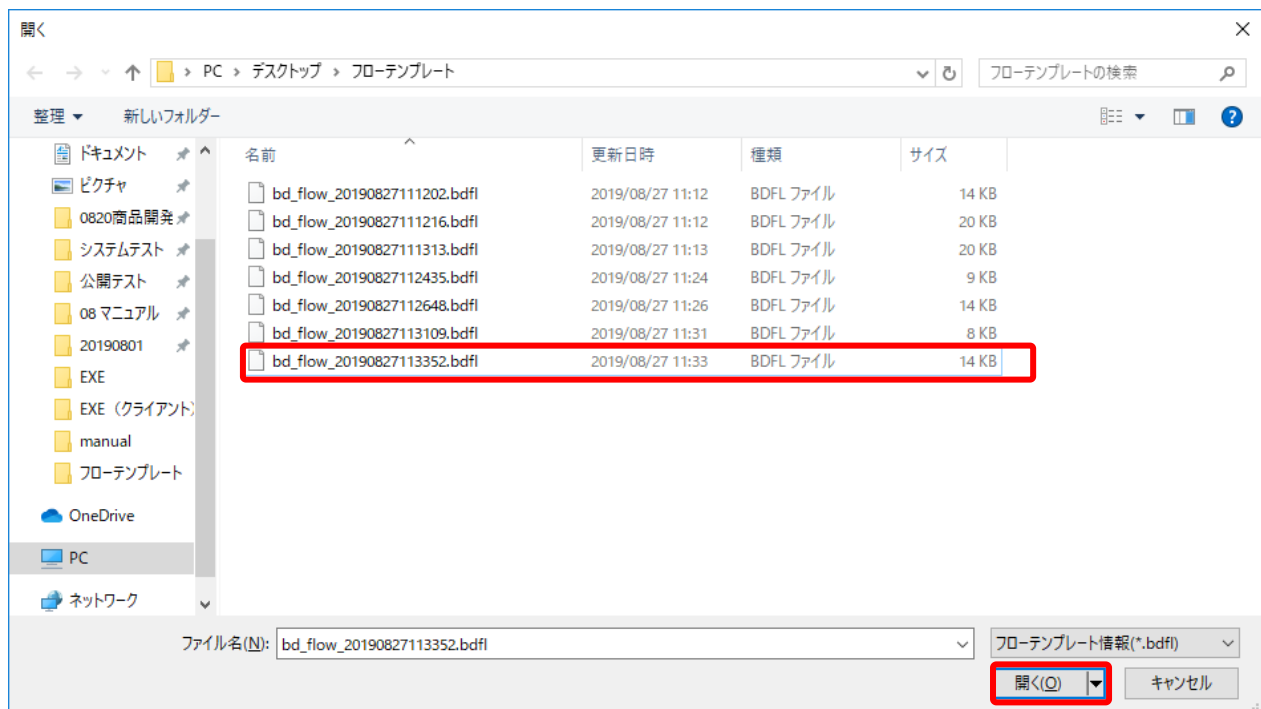 開く
PC › デスクトップ › フローテンプレート
フローテンプレートの検索
整理 新しいフォルダー
ドキュメント
ピクチャ
0820商品開発
システムテスト
公開テスト
08 マニュアル
20190801
EXE
EXE（クライアント）
manual
フローテンプレート
OneDrive
PC
ネットワーク
名前 更新日時 種類 サイズ
bd_flow_20190827111202.bdfl 2019/08/27 11:12 BDFL ファイル 14 KB
bd_flow_20190827111216.bdfl 2019/08/27 11:12 BDFL ファイル 20 KB
bd_flow_20190827111313.bdfl 2019/08/27 11:13 BDFL ファイル 20 KB
bd_flow_20190827112435.bdfl 2019/08/27 11:24 BDFL ファイル 9 KB
bd_flow_20190827112648.bdfl 2019/08/27 11:26 BDFL ファイル 14 KB
bd_flow_20190827113109.bdfl 2019/08/27 11:31 BDFL ファイル 8 KB
bd_flow_20190827113352.bdfl 2019/08/27 11:33 BDFL ファイル 14 KB
ファイル名(N): bd_flow_20190827113352.bdfl フローテンプレート情報(*.bdfl)
開く(O) キャンセル